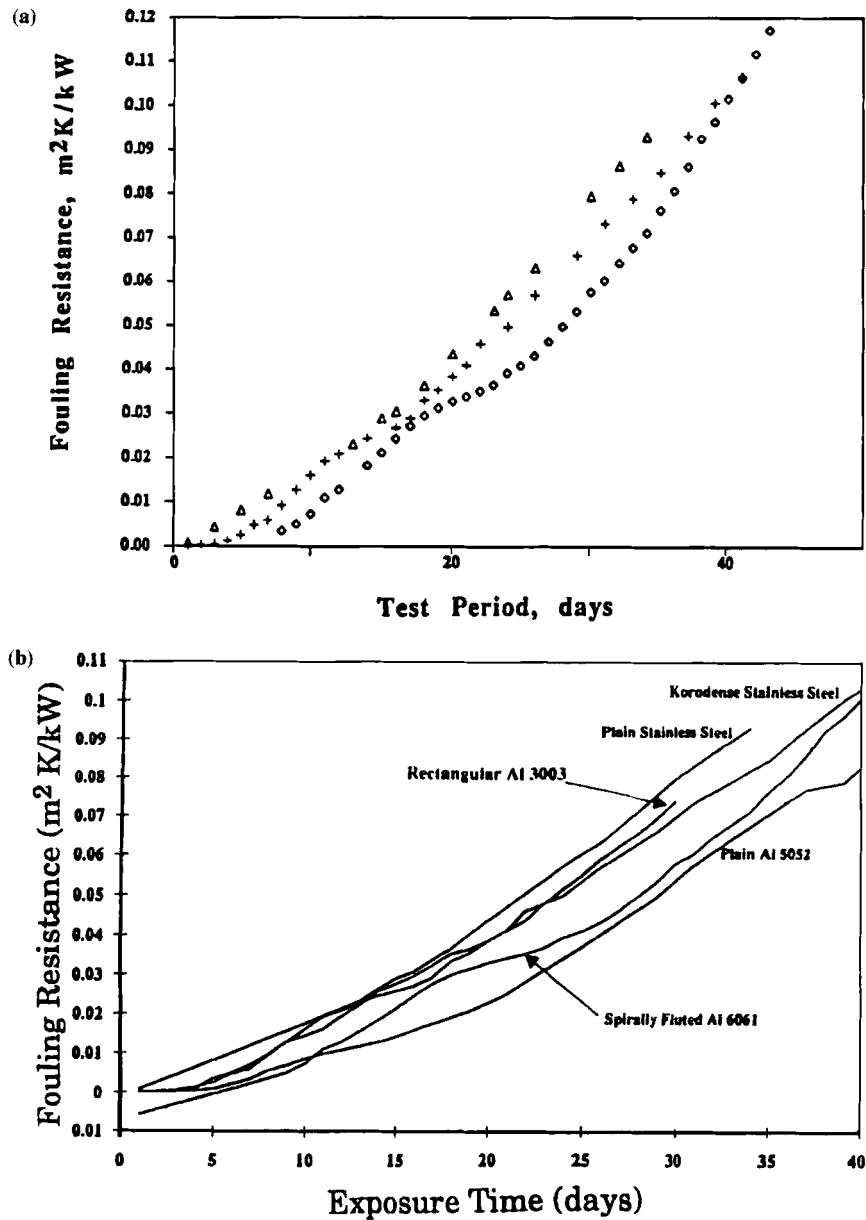 (a)
0.12
0.11
0.10
0.09
0.08
0.07
0.06
0.05
0.04
0.03
0.02
0.01
0.00
Fouling Resistance, m²K/kW
0
20
40
Test Period, days
(b)
0.11
0.1
0.09
0.08
0.07
0.06
0.05
0.04
0.03
0.02
0.01
0
0.01
Fouling Resistance (m² K/kW)
Korodense Stainless Steel
Plain Stainless Steel
Rectangular Al 3003
Plain Al 5052
Spirally Fluted Al 6061
0 5 10 15 20 25 30 35 40
Exposure Time (days)